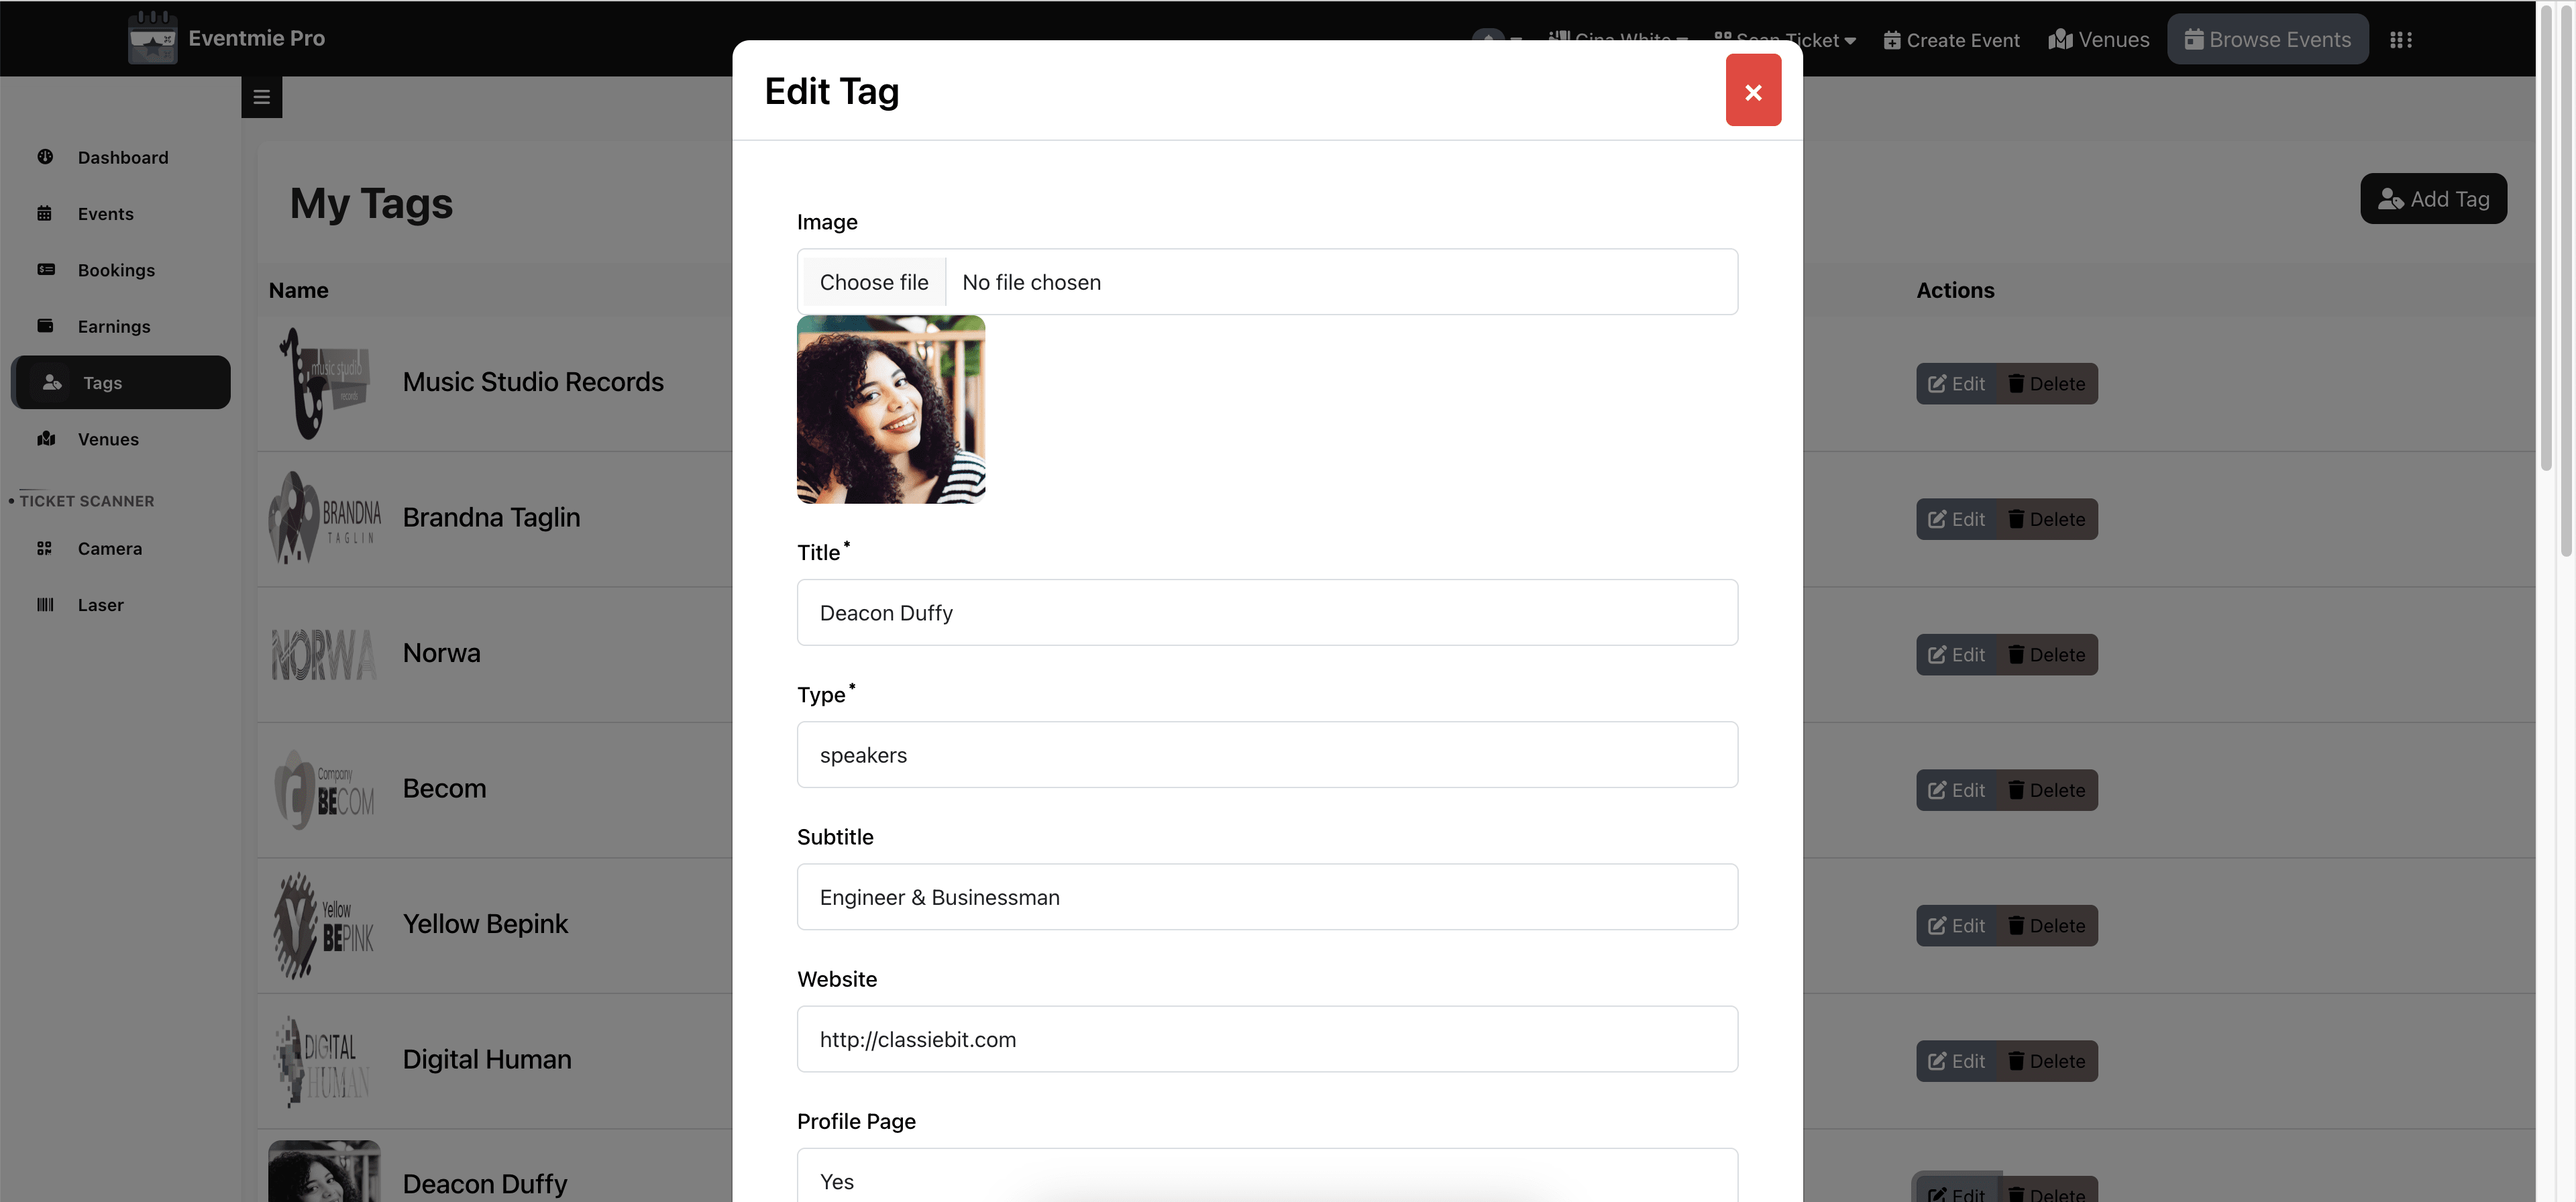 Eventmie Pro
Gina White
Scan Ticket
Create Event
Venues
Browse Events
Edit Tag
Dashboard
Events
Bookings
Earnings
Tags
Venues
TICKET SCANNER
Camera
Laser
My Tags
Add Tag
Name
Actions
music studio
records
Music Studio Records
Edit
Delete
BRANDNA
TAGLIN
Brandna Taglin
Edit
Delete
NORWA
Norwa
Edit
Delete
Company
BECOM
Becom
Edit
Delete
Yellow
BEPINK
Yellow Bepink
Edit
Delete
DIGITAL
HUMAN
Digital Human
Edit
Delete
Deacon Duffy
Edit
Delete
Image
Choose file
No file chosen
Title*
Deacon Duffy
Type*
speakers
Subtitle
Engineer & Businessman
Website
http://classiebit.com
Profile Page
Yes